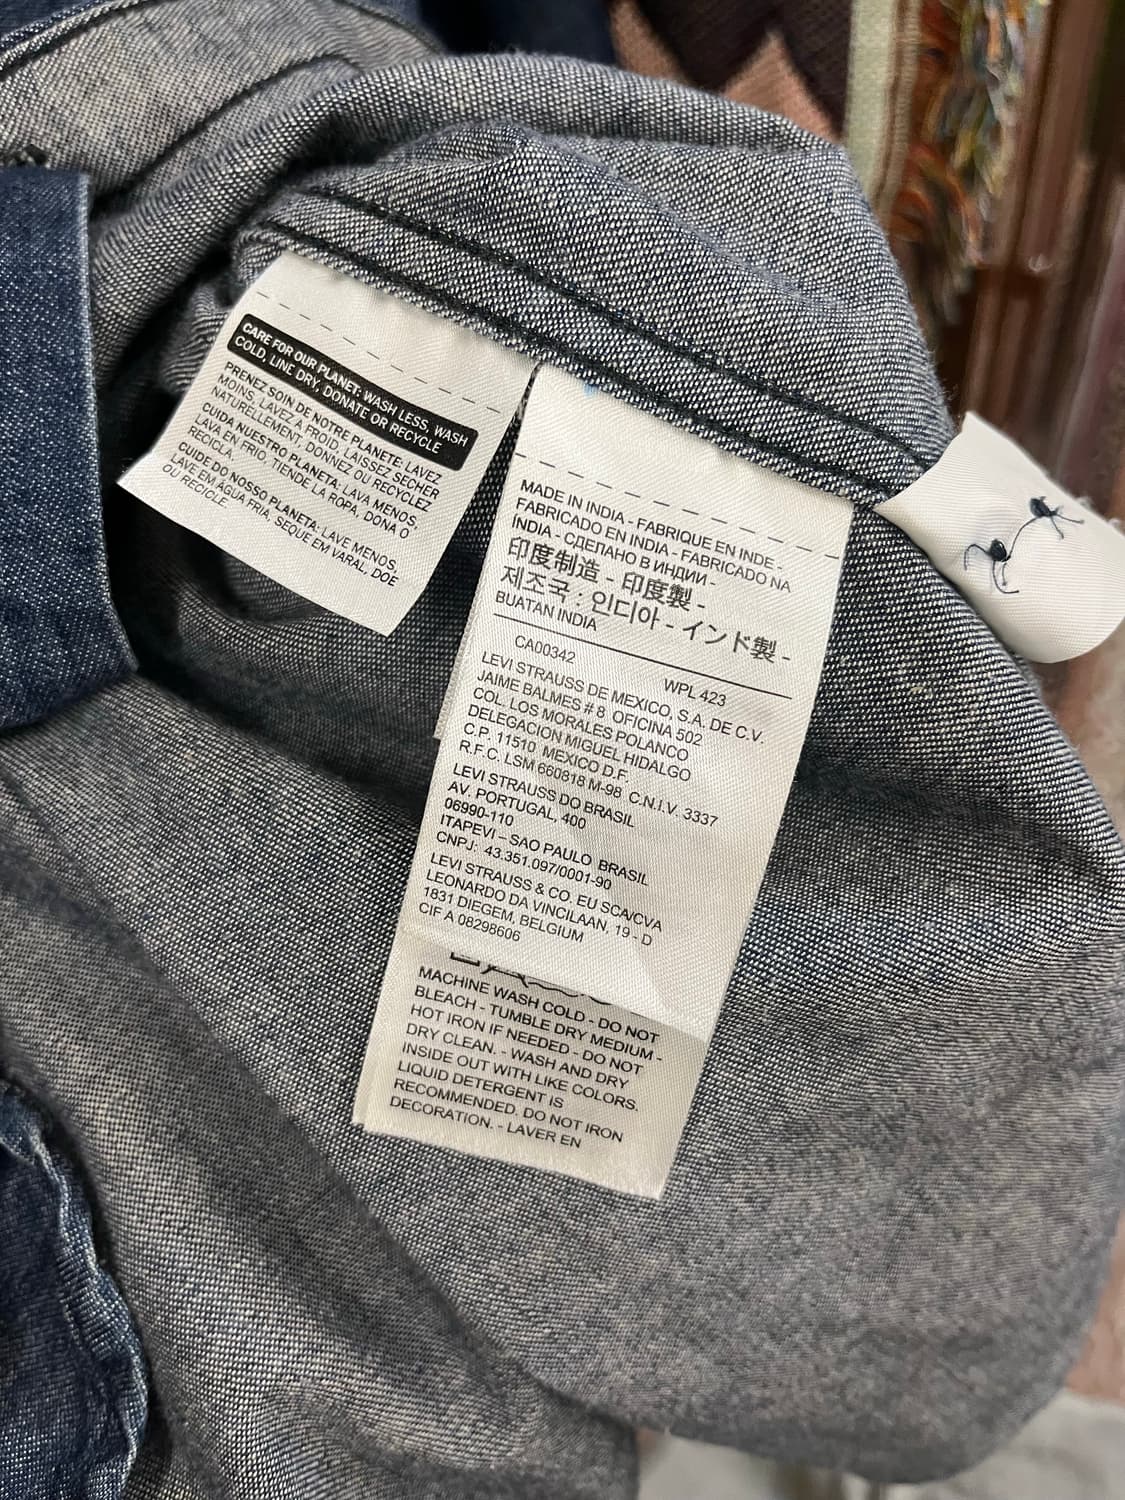 CARE FOR OUR PLANET: WASH LESS, WASH
COLD, LINE DRY, DONATE OR RECYCLE
PRENEZ SOIN DE NOTRE PLANETE: LAVEZ
MOINS, LAVEZ A FROID, LAISSEZ SECHER
NATURELLEMENT, DONNEZ OU RECYCLEZ
CUIDA NUESTRO PLANETA: LAVA MENOS,
LAVA EN FRIO, TIENDE LA ROPA, DONA O
RECICLA.
CUIDE DO NOSSO PLANETA: LAVE MENOS,
LAVE EM ÁGUA FRIA, SEQUE EM VARAL, DOE
OU RECICLE.
MADE IN INDIA - FABRIQUE EN INDE -
FABRICADO EN INDIA - FABRICADO NA
ÍNDIA - СДЕЛАНО В ИНДИИ -
印度制造 - 印度製 -
제조국 : 인디아 - インド製 -
BUATAN INDIA
CA00342 WPL 423
LEVI STRAUSS DE MEXICO, S.A. DE C.V.
JAIME BALMES # 8 OFICINA 502
COL. LOS MORALES POLANCO
DELEGACION MIGUEL HIDALGO
C.P. 11510 MEXICO D.F.
R.F.C. LSM 660818 M-98 C.N.I.V. 3337
LEVI STRAUSS DO BRASIL
AV. PORTUGAL, 400
06990-110
ITAPEVI – SAO PAULO BRASIL
CNPJ: 43.351.097/0001-90
LEVI STRAUSS & CO. EU SCA/CVA
LEONARDO DA VINCILAAN, 19 - D
1831 DIEGEM, BELGIUM
CIF A 08298606
MACHINE WASH COLD - DO NOT
BLEACH - TUMBLE DRY MEDIUM -
HOT IRON IF NEEDED - DO NOT
DRY CLEAN. - WASH AND DRY
INSIDE OUT WITH LIKE COLORS.
LIQUID DETERGENT IS
RECOMMENDED. DO NOT IRON
DECORATION. - LAVER EN